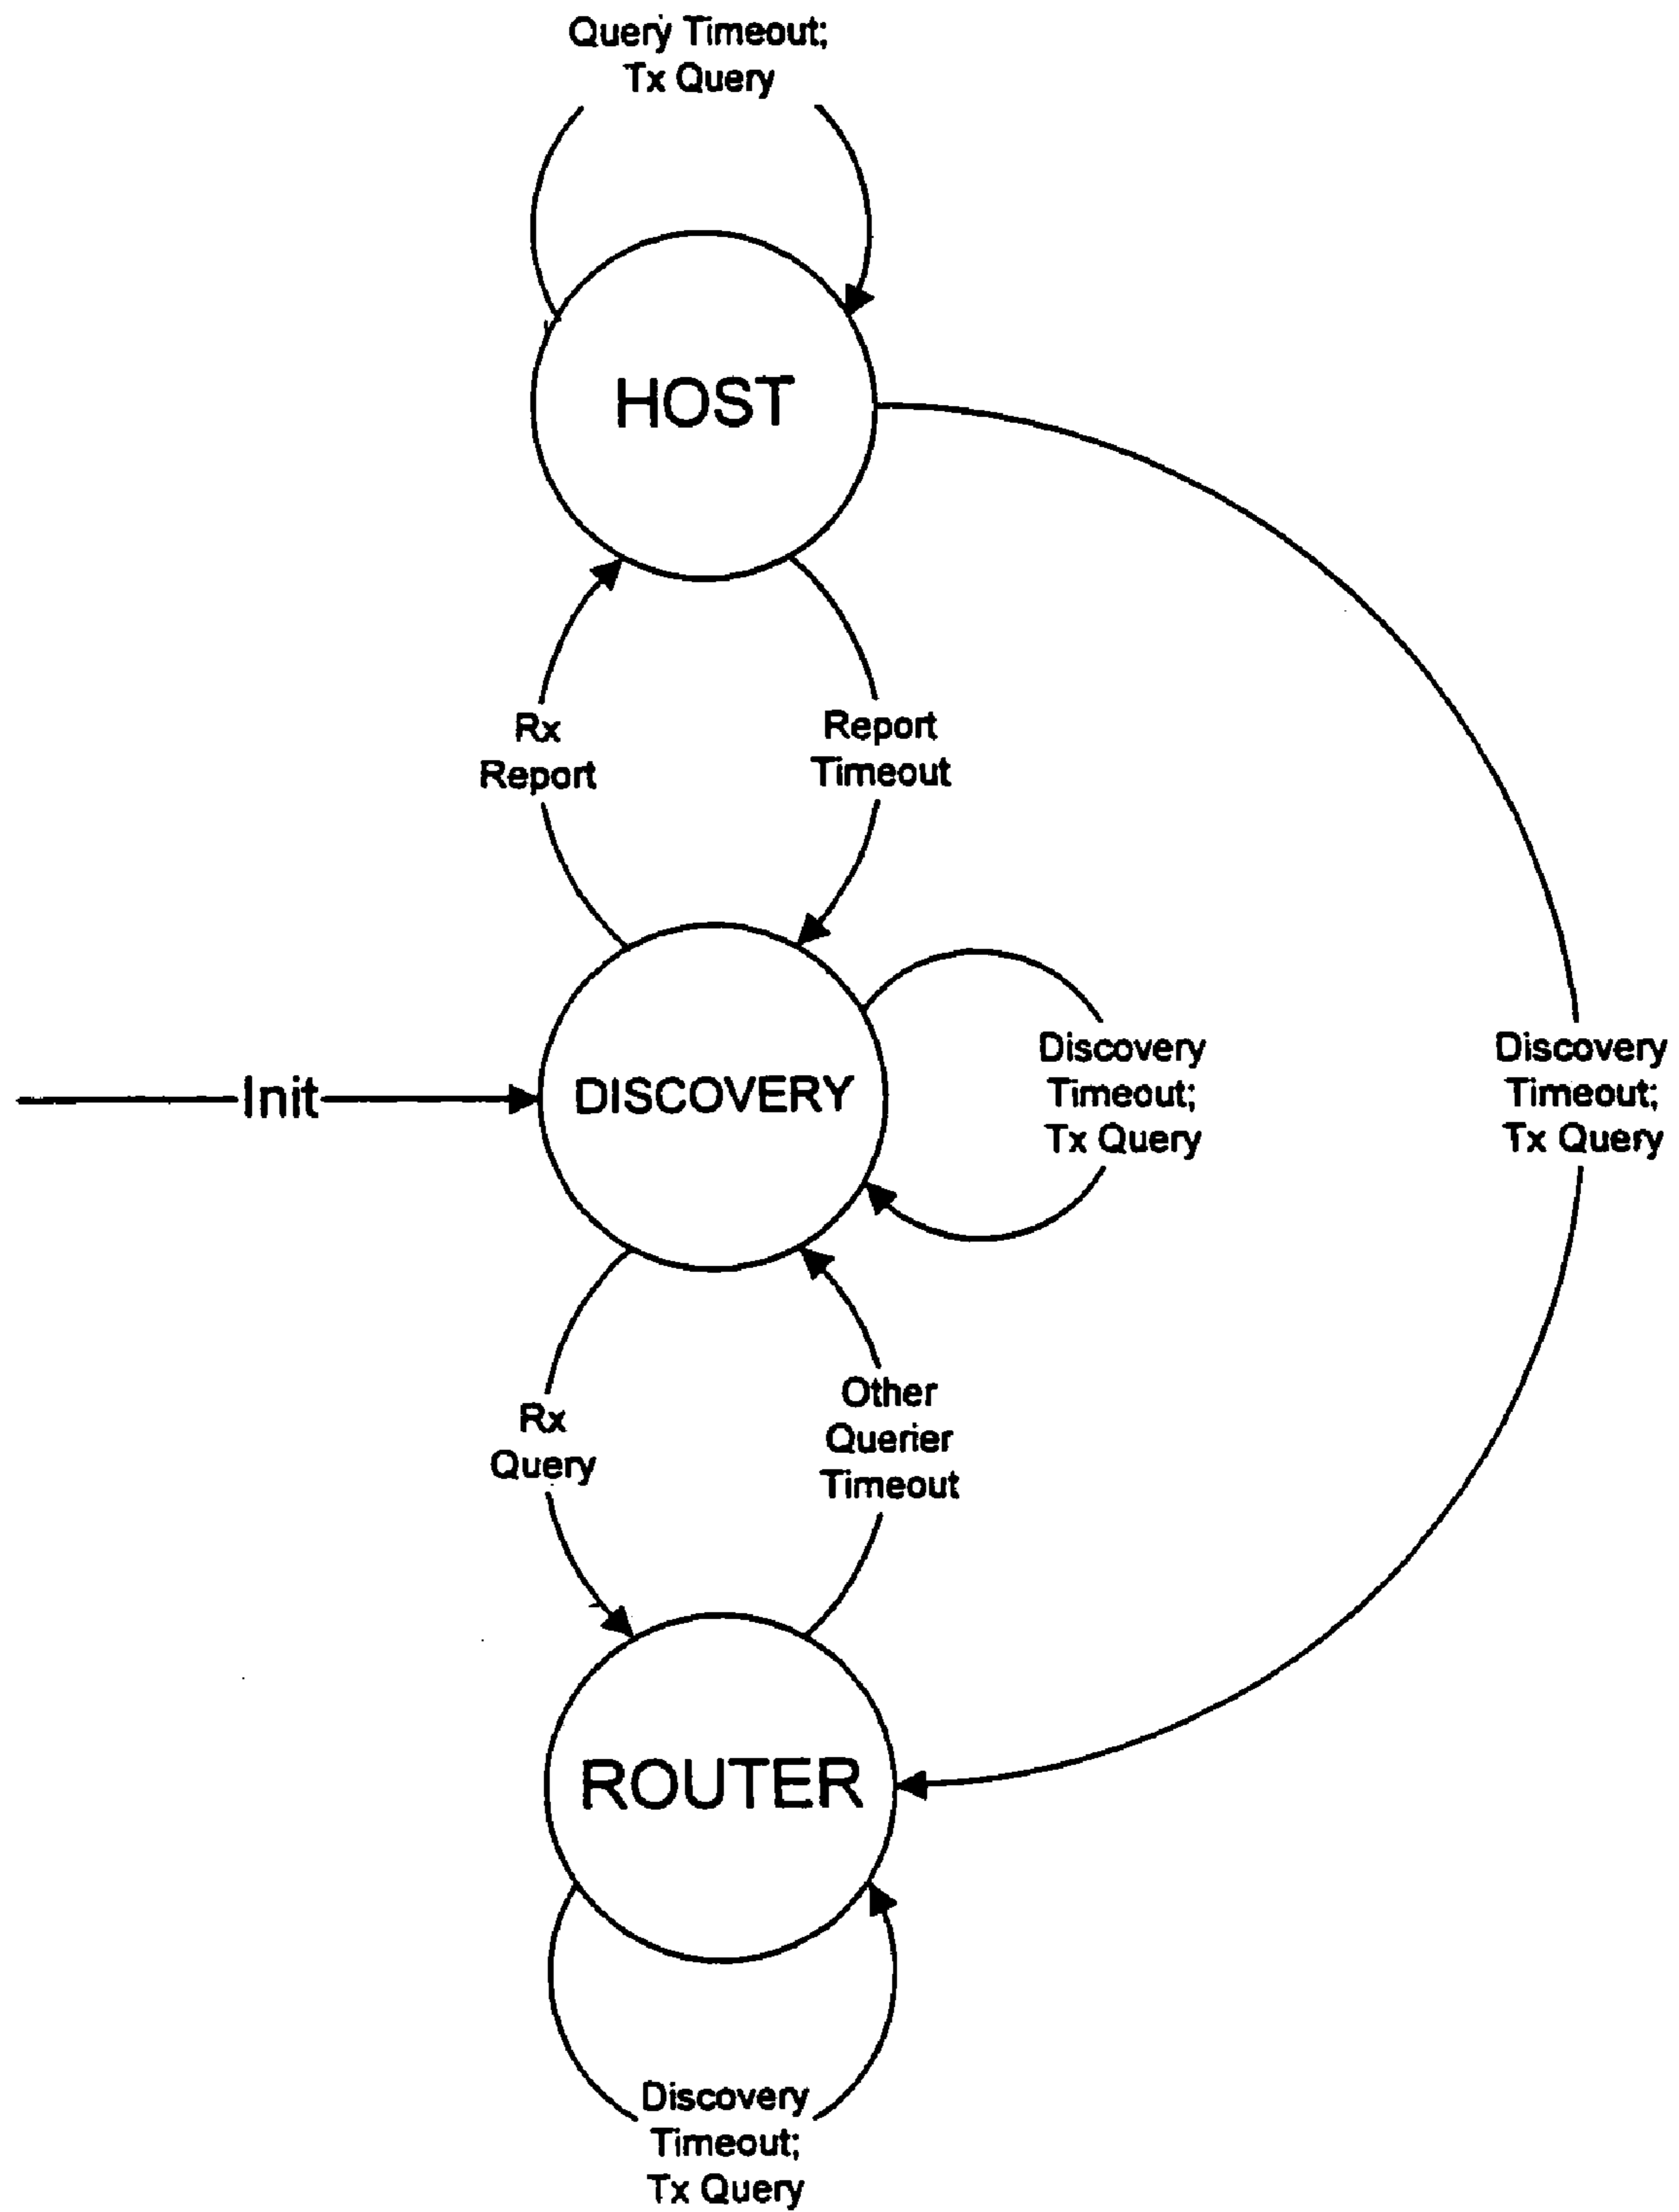 Query Timeout;
Tx Query
HOST
Rx
Report
Report
Timeout
Init
DISCOVERY
Discovery
Timeout;
Tx Query
Discovery
Timeout;
Tx Query
Rx
Query
Other
Querier
Timeout
ROUTER
Discovery
Timeout;
Tx Query